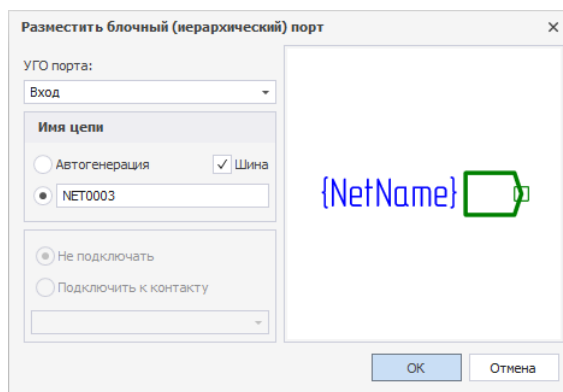 Разместить блочный (иерархический) порт
УГО порта:
Вход
Имя цепи
Автогенерация
Шина
NET0003
Не подключать
Подключить к контакту
{NetName}
OK
Отмена